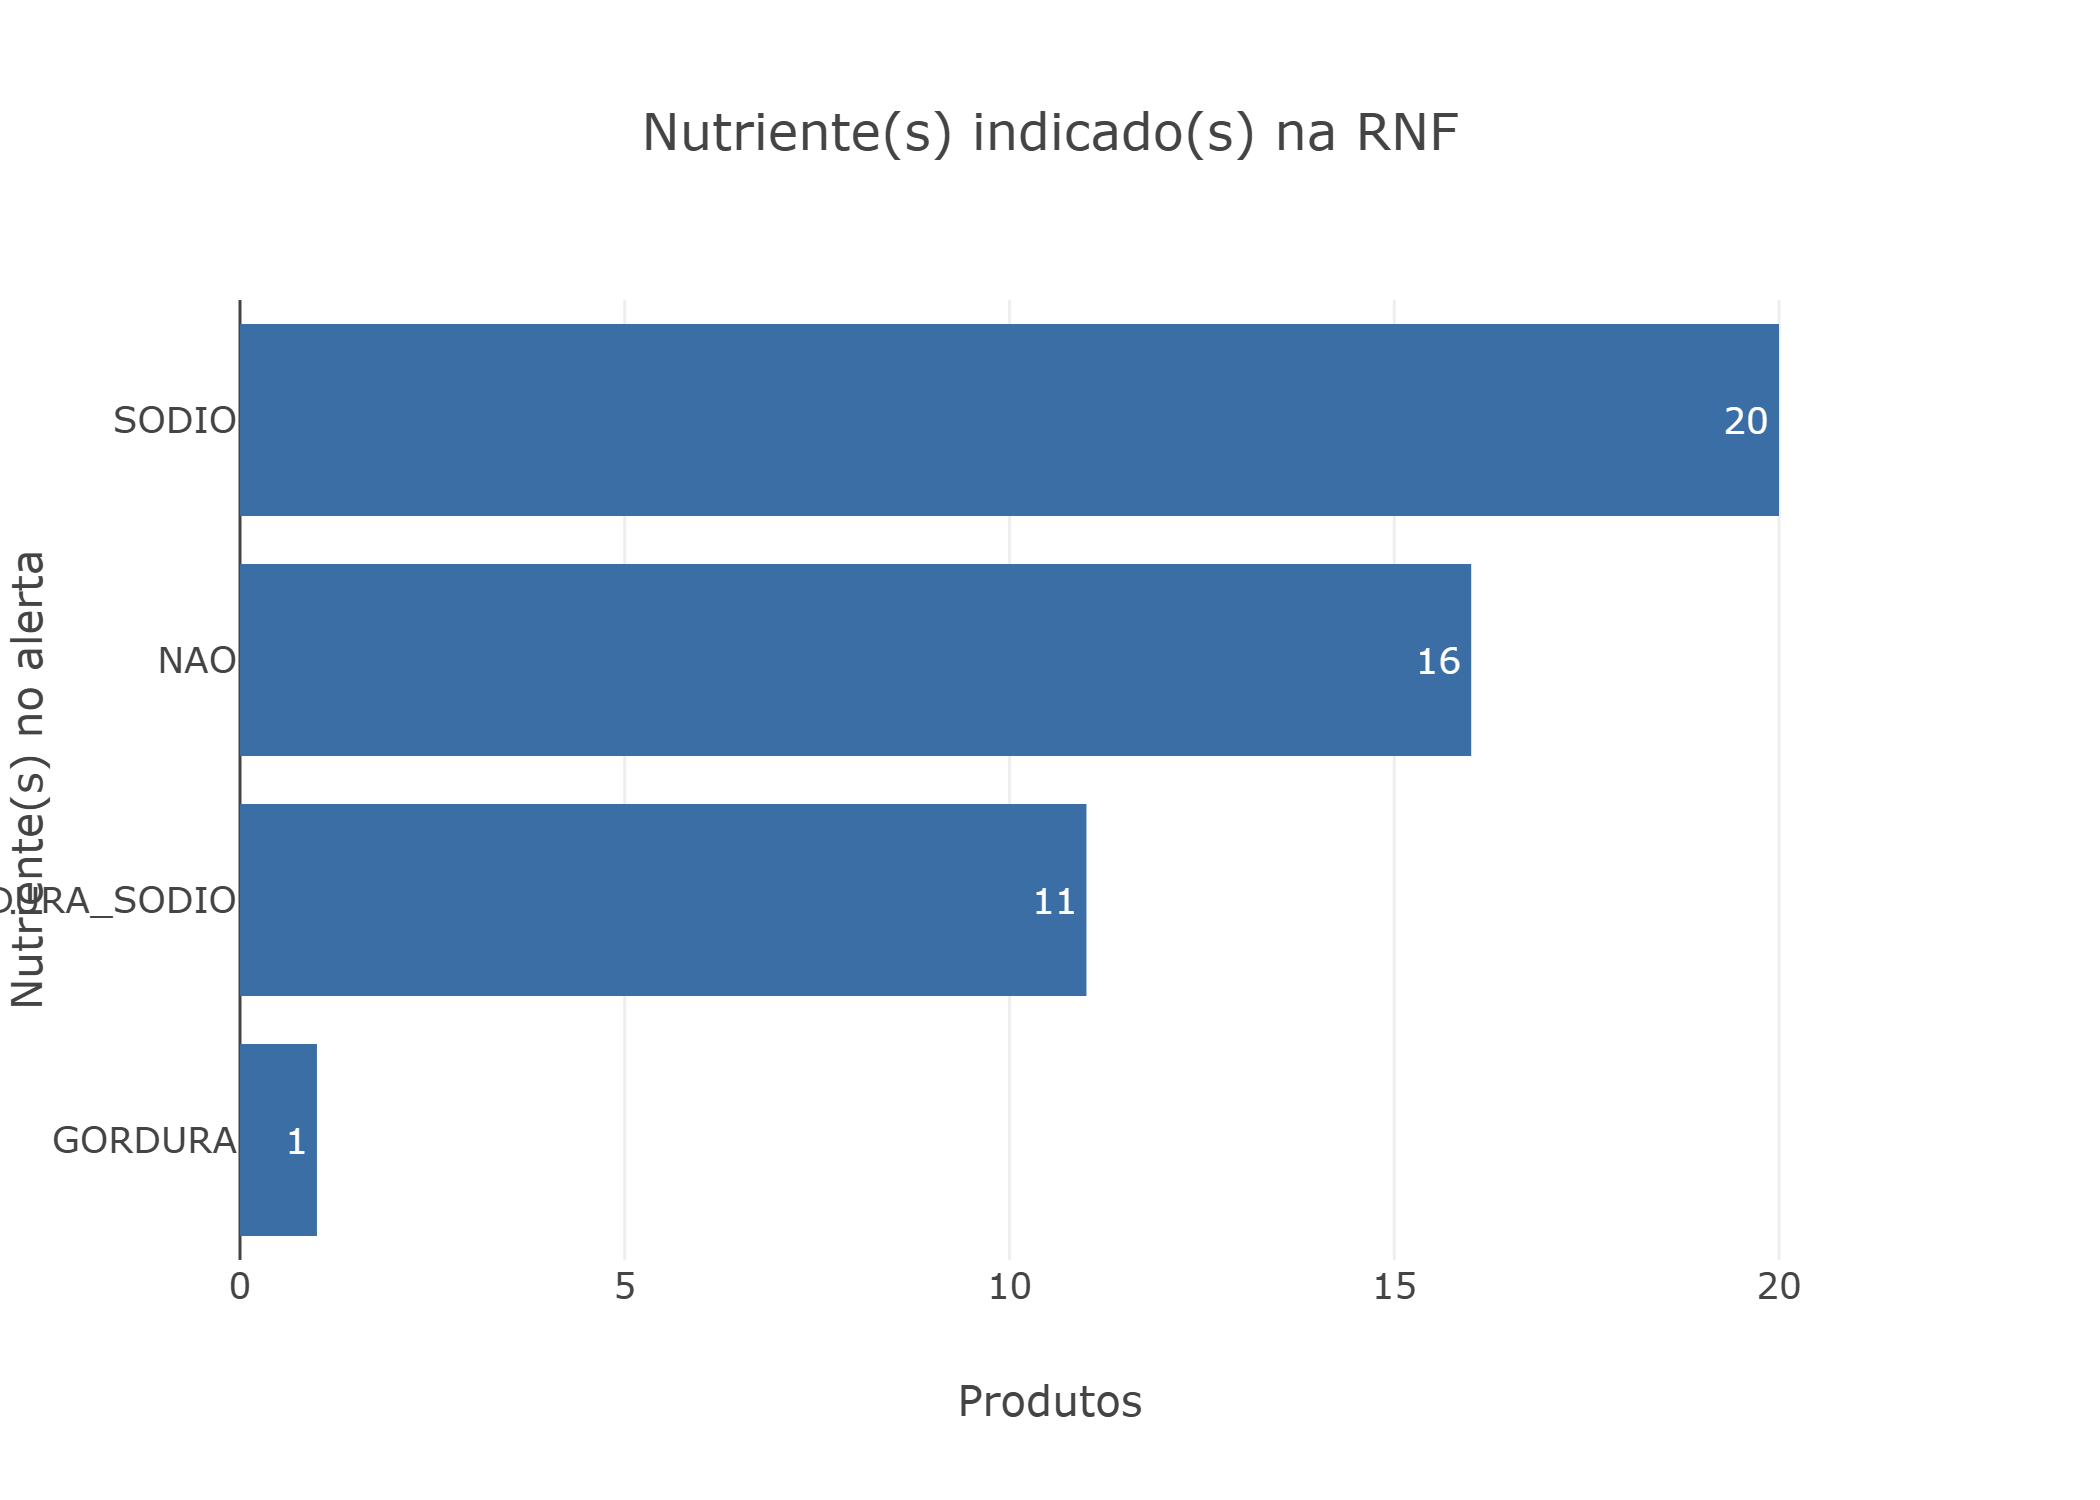 Nutriente(s) indicado(s) na RNF
Nutriente(s) no alerta
SODIO
20
NAO
16
DURA_SODIO
11
GORDURA
1
0 5 10 15 20
Produtos